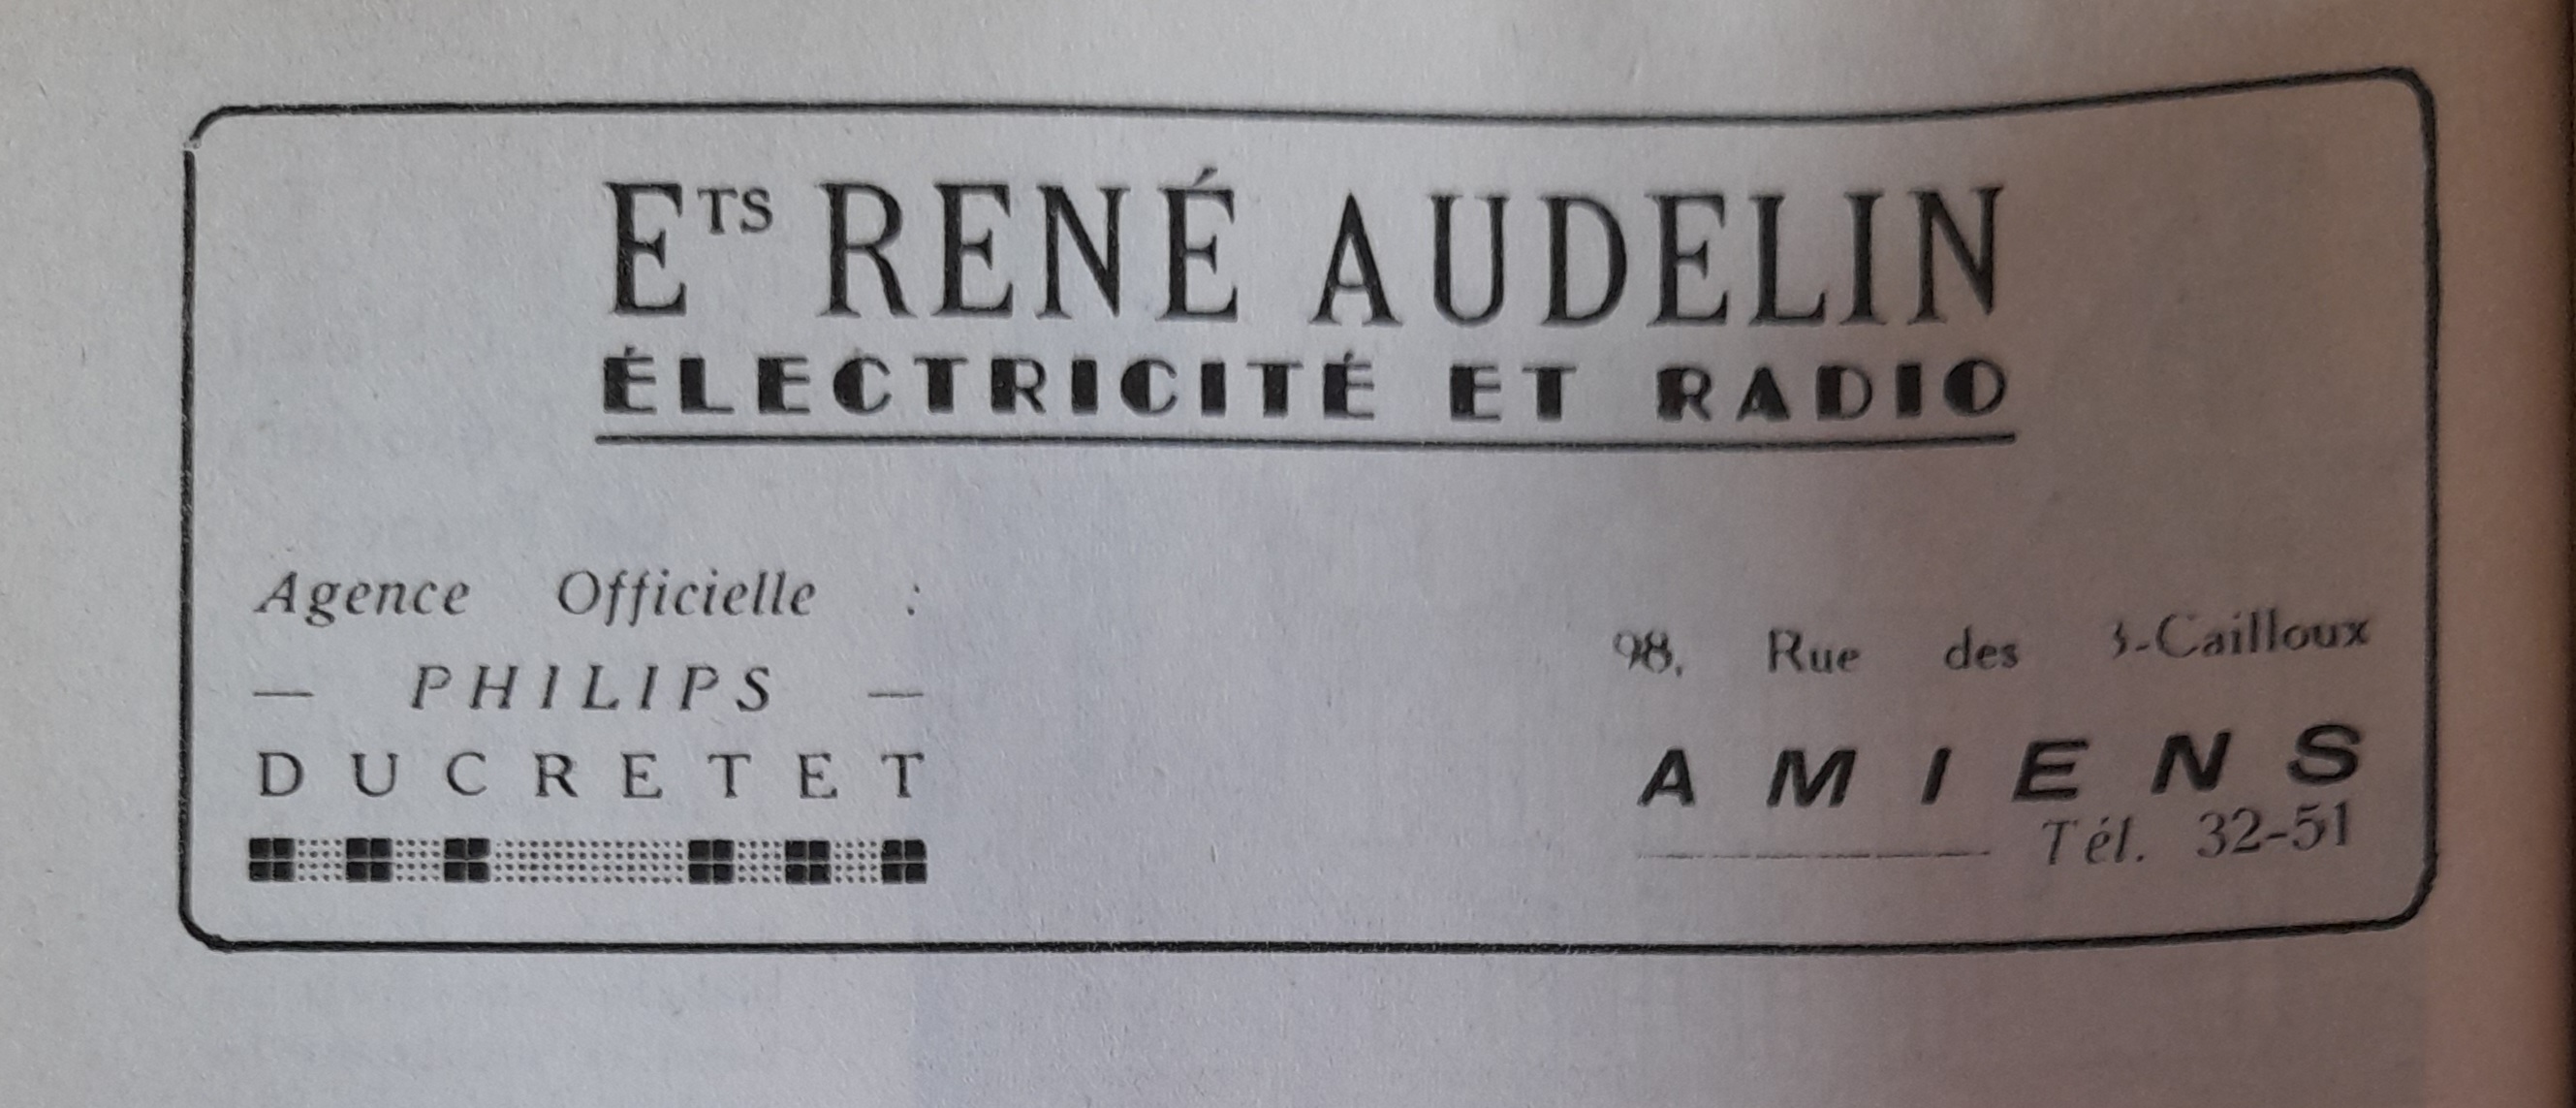 ETS RENÉ AUDELIN
ÉLECTRICITÉ ET RADIO
Agence Officielle :
— PHILIPS —
DUCRETET
98, Rue des 3-Cailloux
AMIENS
Tél. 32-51